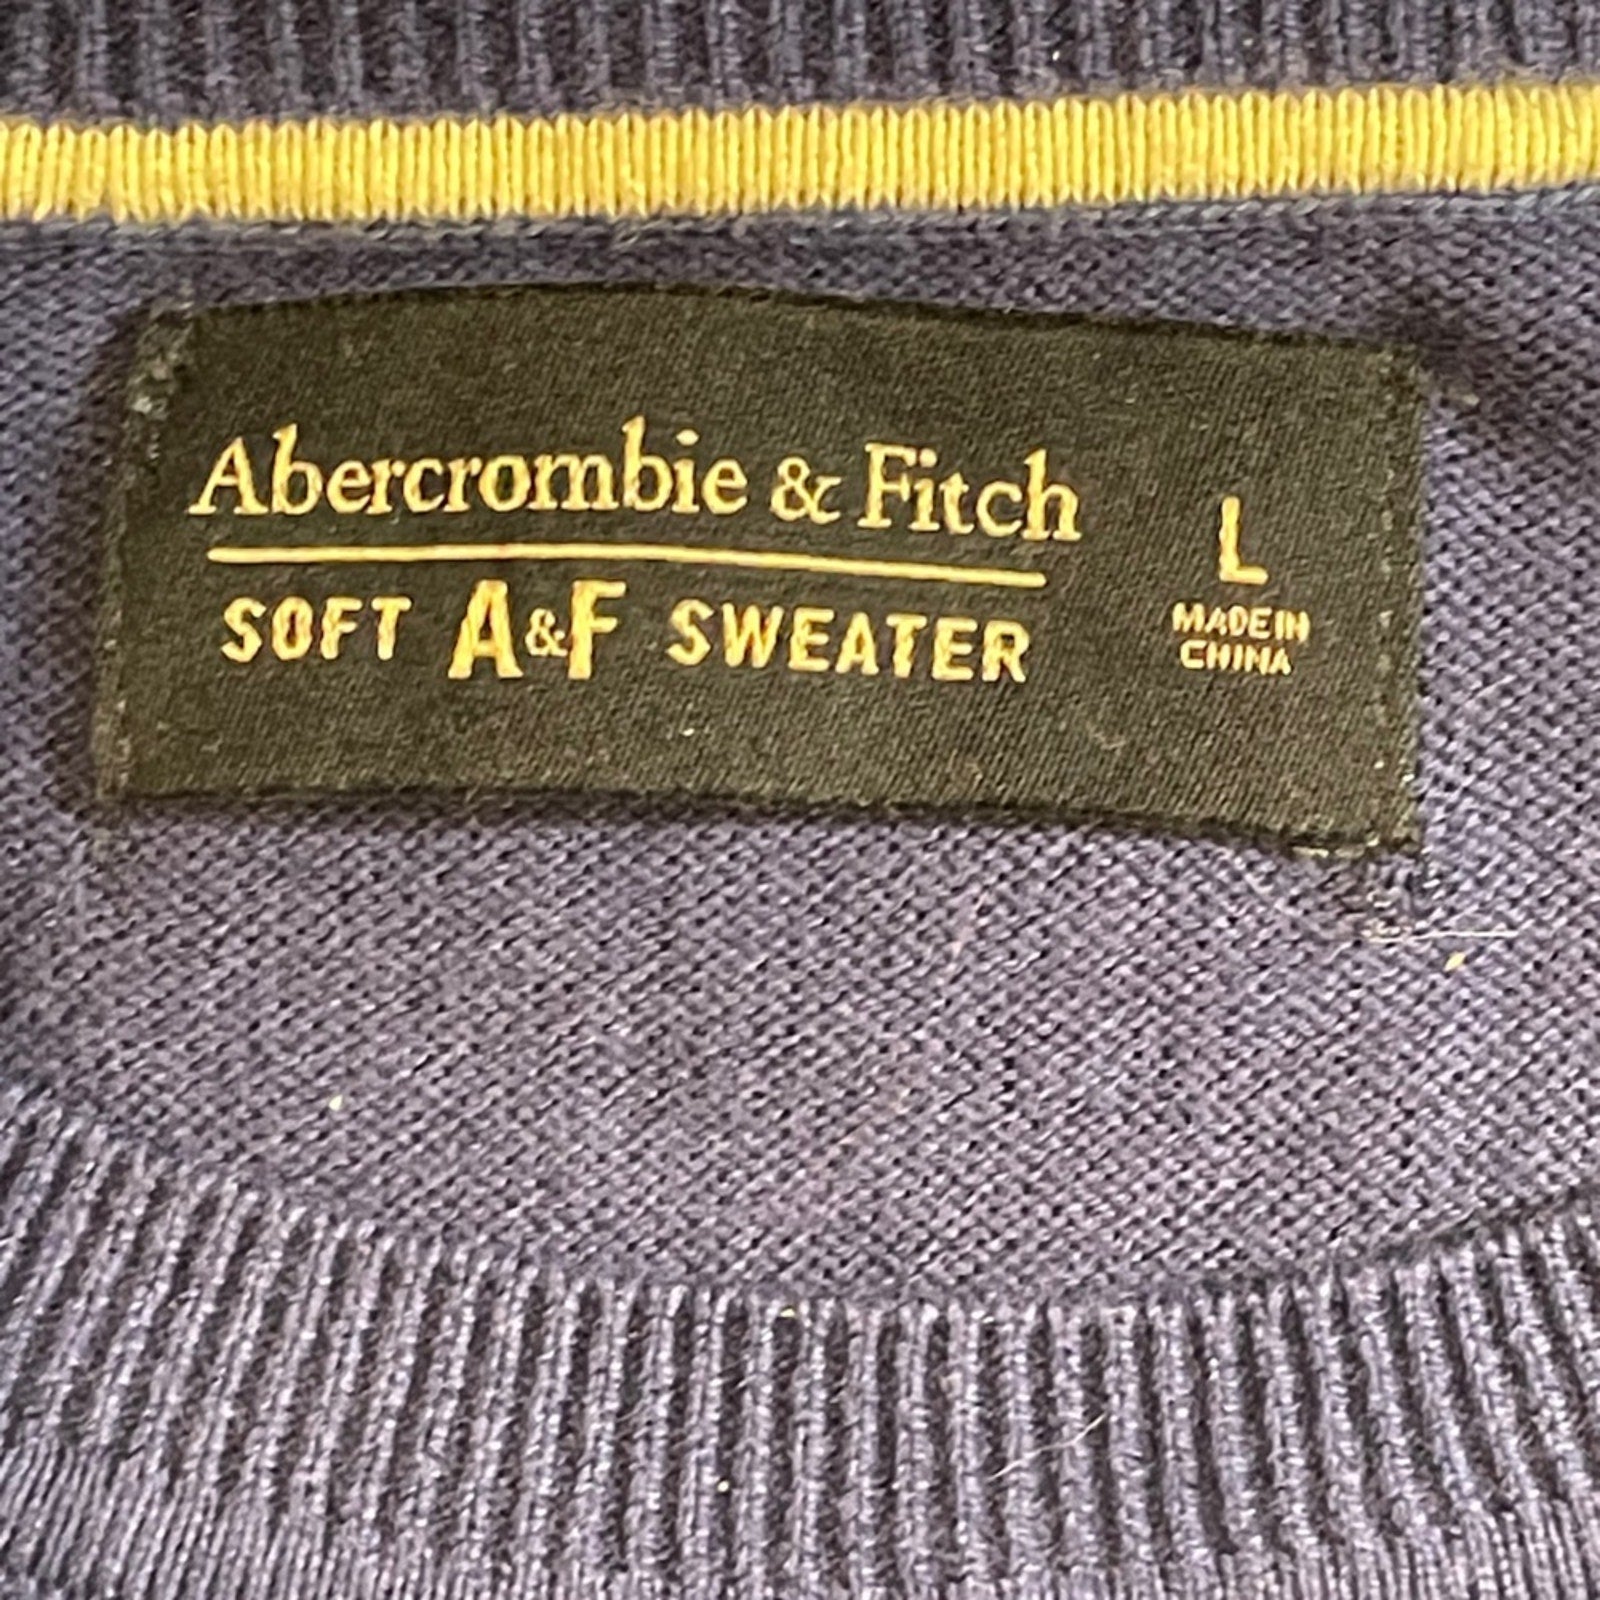 Abercrombie & Fitch
SOFT A&F SWEATER
L
MADE IN
CHINA